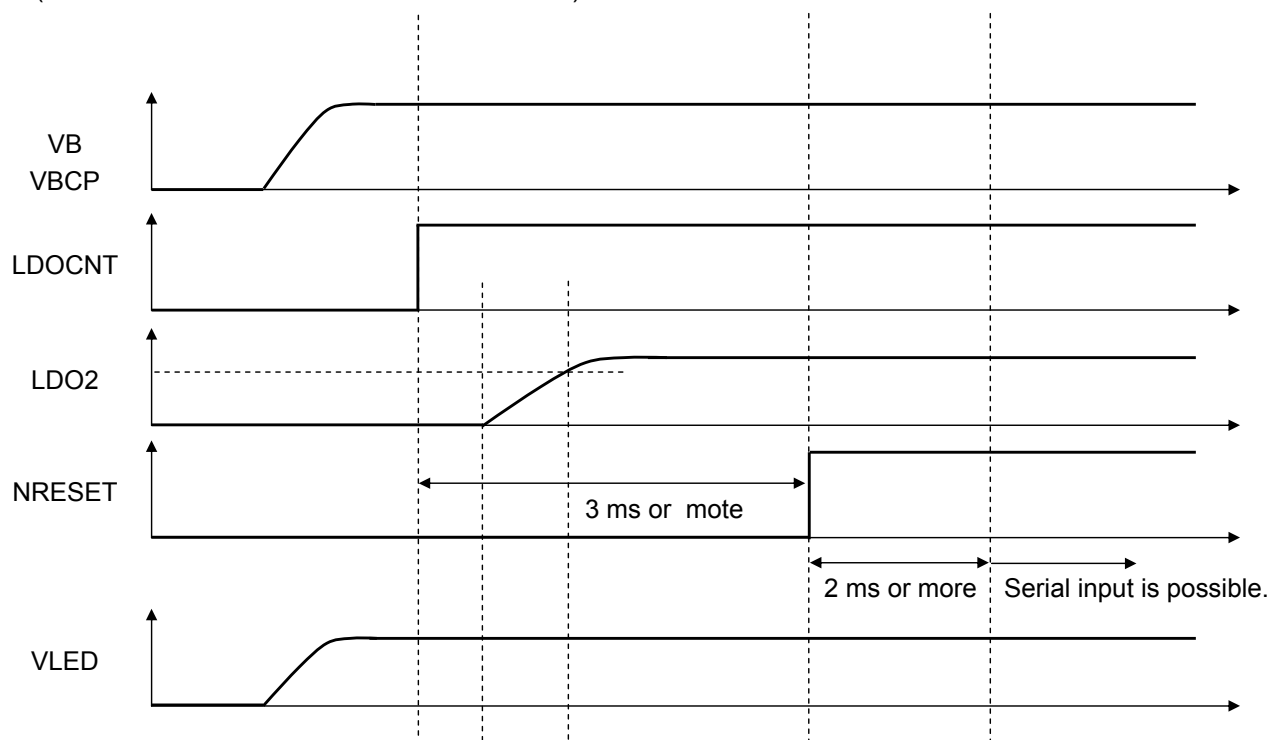 VB
VBCP
LDOCNT
LDO2
NRESET
3 ms or mote
2 ms or more
Serial input is possible.
VLED